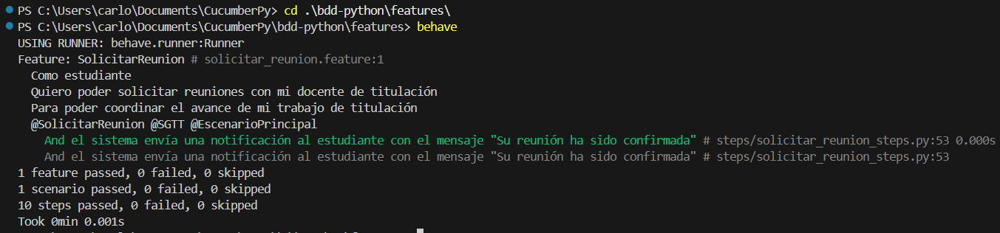 PS C:\Users\carlo\Documents\CucumberPy> cd .\bdd-python\features\
PS C:\Users\carlo\Documents\CucumberPy\bdd-python\features> behave
USING RUNNER: behave.runner:Runner
Feature: SolicitarReunion # solicitar_reunion.feature:1
Como estudiante
Quiero poder solicitar reuniones con mi docente de titulación
Para poder coordinar el avance de mi trabajo de titulación
@SolicitarReunion @SGTT @EscenarioPrincipal
And el sistema envía una notificación al estudiante con el mensaje "Su reunión ha sido confirmada" # steps/solicitar_reunion_steps.py:53 0.000s
And el sistema envía una notificación al estudiante con el mensaje "Su reunión ha sido confirmada" # steps/solicitar_reunion_steps.py:53
1 feature passed, 0 failed, 0 skipped
1 scenario passed, 0 failed, 0 skipped
10 steps passed, 0 failed, 0 skipped
Took 0min 0.001s